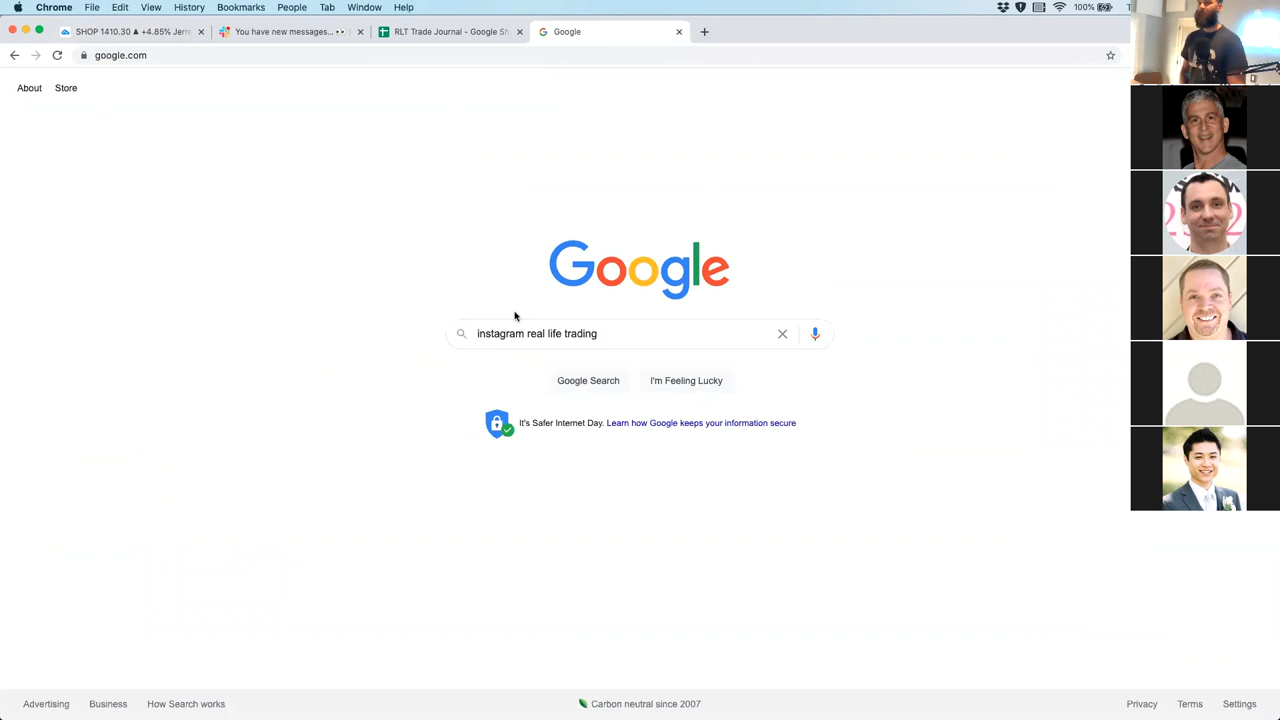 Chrome File Edit View History Bookmarks People Tab Window Help 100%
SHOP 1410.30 ▲ +4.85% Jerr
You have new messages...
RLT Trade Journal - Google Sh
Google
google.com
About Store
Google
instagram real life trading
Google Search I'm Feeling Lucky
It's Safer Internet Day. Learn how Google keeps your information secure
Advertising Business How Search works Carbon neutral since 2007 Privacy Terms Settings